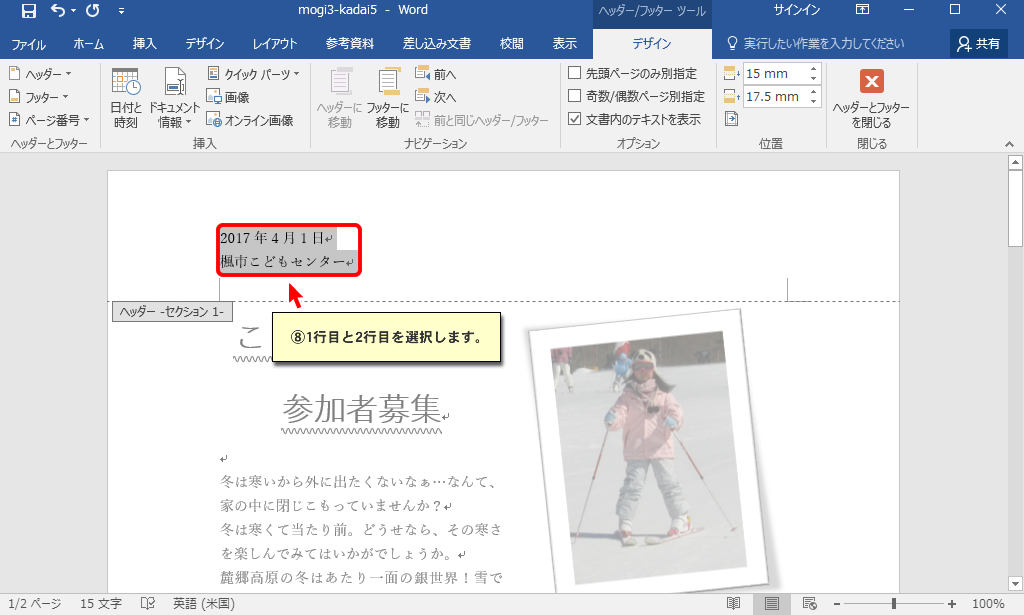 mogi3-kadai5 - Word
ヘッダー/フッター ツール
サインイン
ファイル ホーム 挿入 デザイン レイアウト 参考資料 差し込み文書 校閲 表示 デザイン 実行したい作業を入力してください 共有
ヘッダー
フッター
ページ番号
ヘッダーとフッター
日付と
時刻
ドキュメント
情報
クイック パーツ
画像
オンライン画像
挿入
ヘッダーに
移動
フッターに
移動
前へ
次へ
前と同じヘッダー/フッター
ナビゲーション
先頭ページのみ別指定
奇数/偶数ページ別指定
文書内のテキストを表示
オプション
15 mm
17.5 mm
位置
ヘッダーとフッター
を閉じる
閉じる
2017 年 4 月 1 日
楓市こどもセンター
ヘッダー -セクション 1-
こ
⑧1行目と2行目を選択します。
参加者募集
冬は寒いから外に出たくないなぁ…なんて、
家の中に閉じこもっていませんか？
冬は寒くて当たり前。どうせなら、その寒さ
を楽しんでみてはいかがでしょうか。
麓郷高原の冬はあたり一面の銀世界！雪で
1/2 ページ 15 文字 英語 (米国) 100%